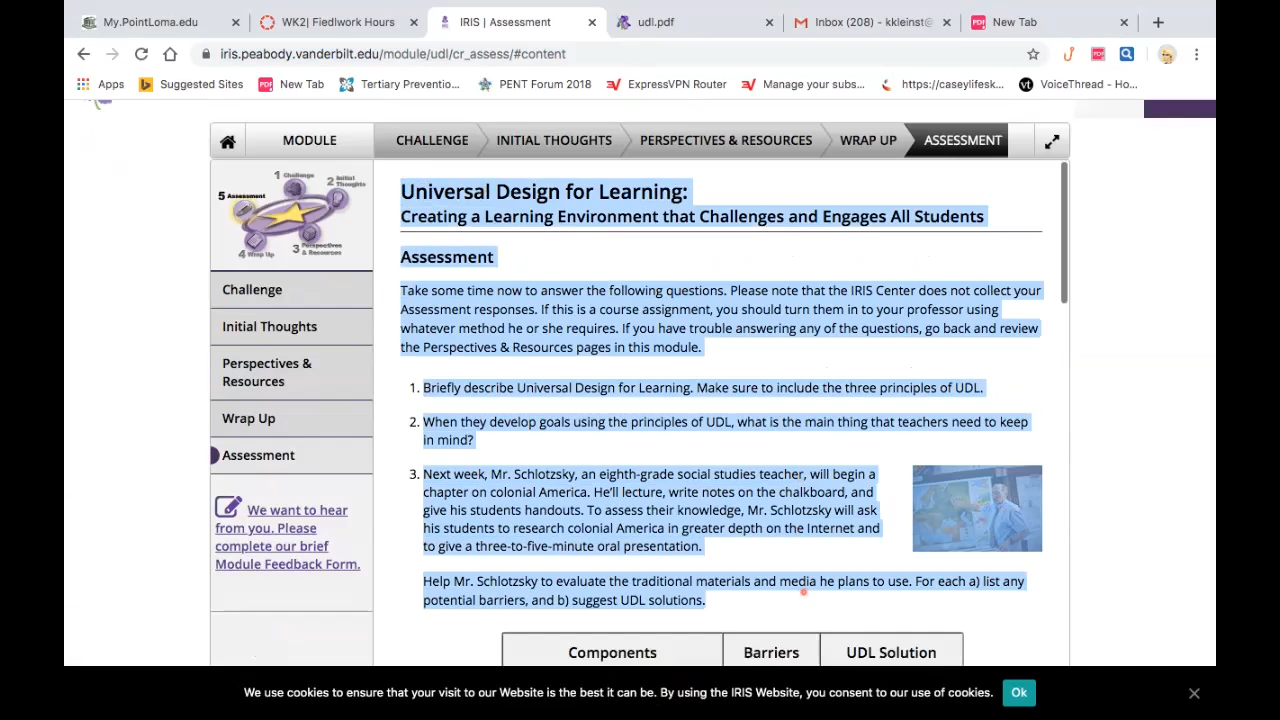 My.PointLoma.edu
WK2| Fiedlwork Hours
IRIS | Assessment
udl.pdf
Inbox (208) - kkleinst@
New Tab
iris.peabody.vanderbilt.edu/module/udl/cr_assess/#content
Apps
Suggested Sites
New Tab
Tertiary Preventio...
PENT Forum 2018
ExpressVPN Router
Manage your subs...
https://caseylifesk...
VoiceThread - Ho...
MODULE
CHALLENGE
INITIAL THOUGHTS
PERSPECTIVES & RESOURCES
WRAP UP
ASSESSMENT
1 Challenge
2 Initial
Thoughts
5 Assessment
4 Wrap Up
3 Perspectives
& Resources
Challenge
Initial Thoughts
Perspectives &
Resources
Wrap Up
Assessment
We want to hear
from you. Please
complete our brief
Module Feedback Form.
Universal Design for Learning:
Creating a Learning Environment that Challenges and Engages All Students
Assessment
Take some time now to answer the following questions. Please note that the IRIS Center does not collect your
Assessment responses. If this is a course assignment, you should turn them in to your professor using
whatever method he or she requires. If you have trouble answering any of the questions, go back and review
the Perspectives & Resources pages in this module.
1. Briefly describe Universal Design for Learning. Make sure to include the three principles of UDL.
2. When they develop goals using the principles of UDL, what is the main thing that teachers need to keep
in mind?
3. Next week, Mr. Schlotzsky, an eighth-grade social studies teacher, will begin a
chapter on colonial America. He'll lecture, write notes on the chalkboard, and
give his students handouts. To assess their knowledge, Mr. Schlotzsky will ask
his students to research colonial America in greater depth on the Internet and
to give a three-to-five-minute oral presentation.
Help Mr. Schlotzsky to evaluate the traditional materials and media he plans to use. For each a) list any
potential barriers, and b) suggest UDL solutions.
Components
Barriers
UDL Solution
We use cookies to ensure that your visit to our Website is the best it can be. By using the IRIS Website, you consent to our use of cookies.
Ok